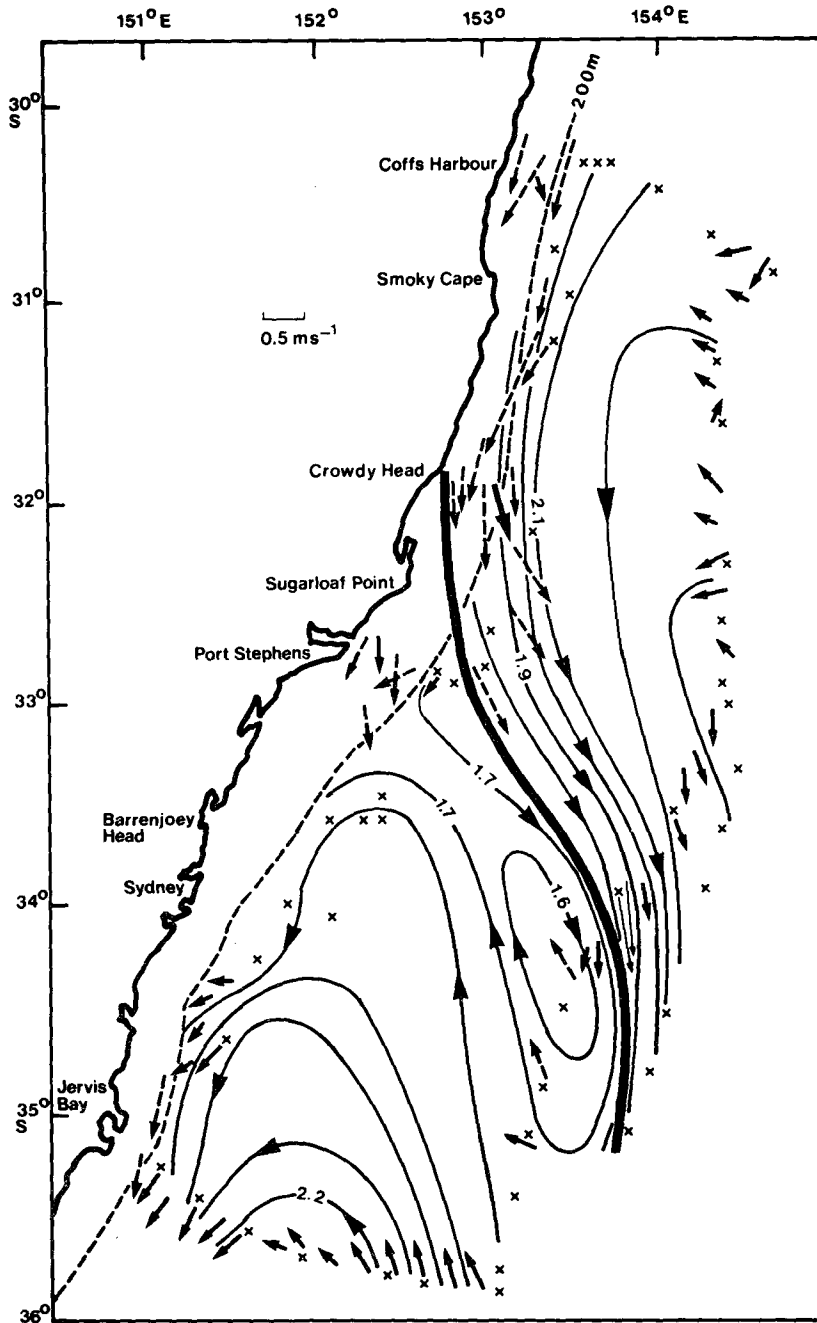 151°E 152° 153° 154°E
30°
S
200m
Coffs Harbour
Smoky Cape
31°
0.5 ms⁻¹
Crowdy Head
32°
2.1
Sugarloaf Point
Port Stephens
1.9
33°
1.7
1.7
Barrenjoey
Head
Sydney
34°
1.6
Jervis
Bay
35°
S
2.2
36°